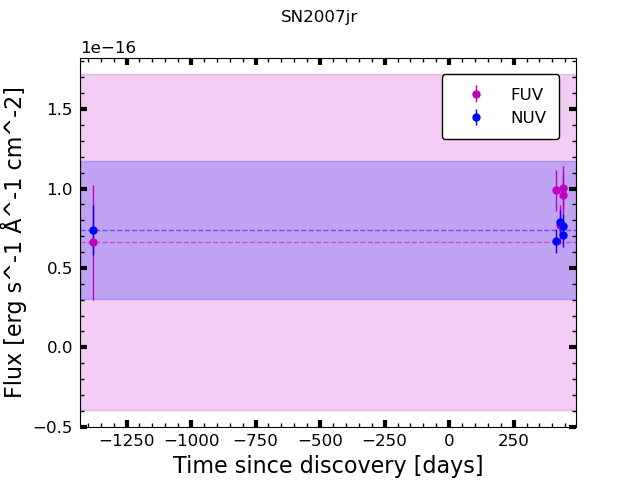 SN2007jr
1e−16
FUV
NUV
1.5
1.0
0.5
0.0
−0.5
Flux [erg s^-1 Å^-1 cm^-2]
−1250 −1000 −750 −500 −250 0 250
Time since discovery [days]